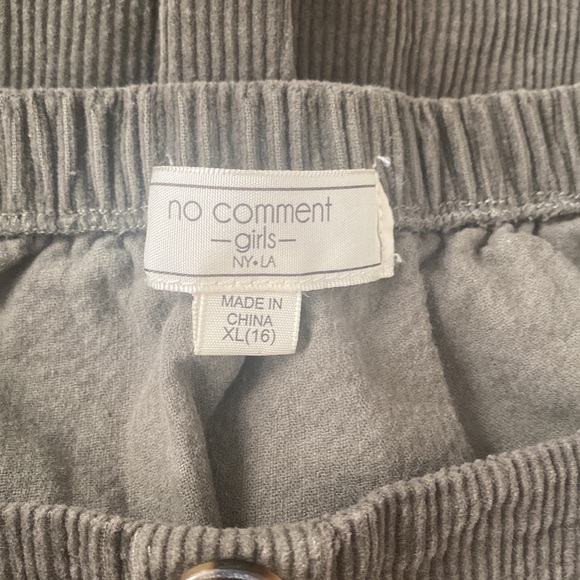 no comment
—girls—
NY•LA
MADE IN
CHINA
XL(16)